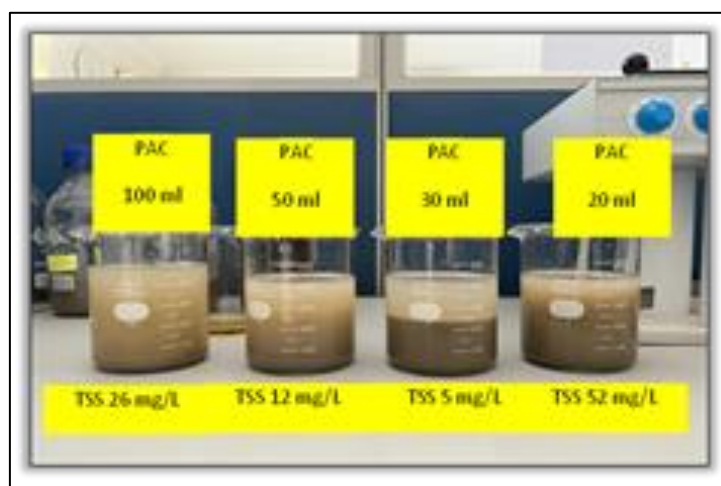 PAC PAC PAC PAC
100 ml 50 ml 30 ml 20 ml
TSS 26 mg/L TSS 12 mg/L TSS 5 mg/L TSS 52 mg/L